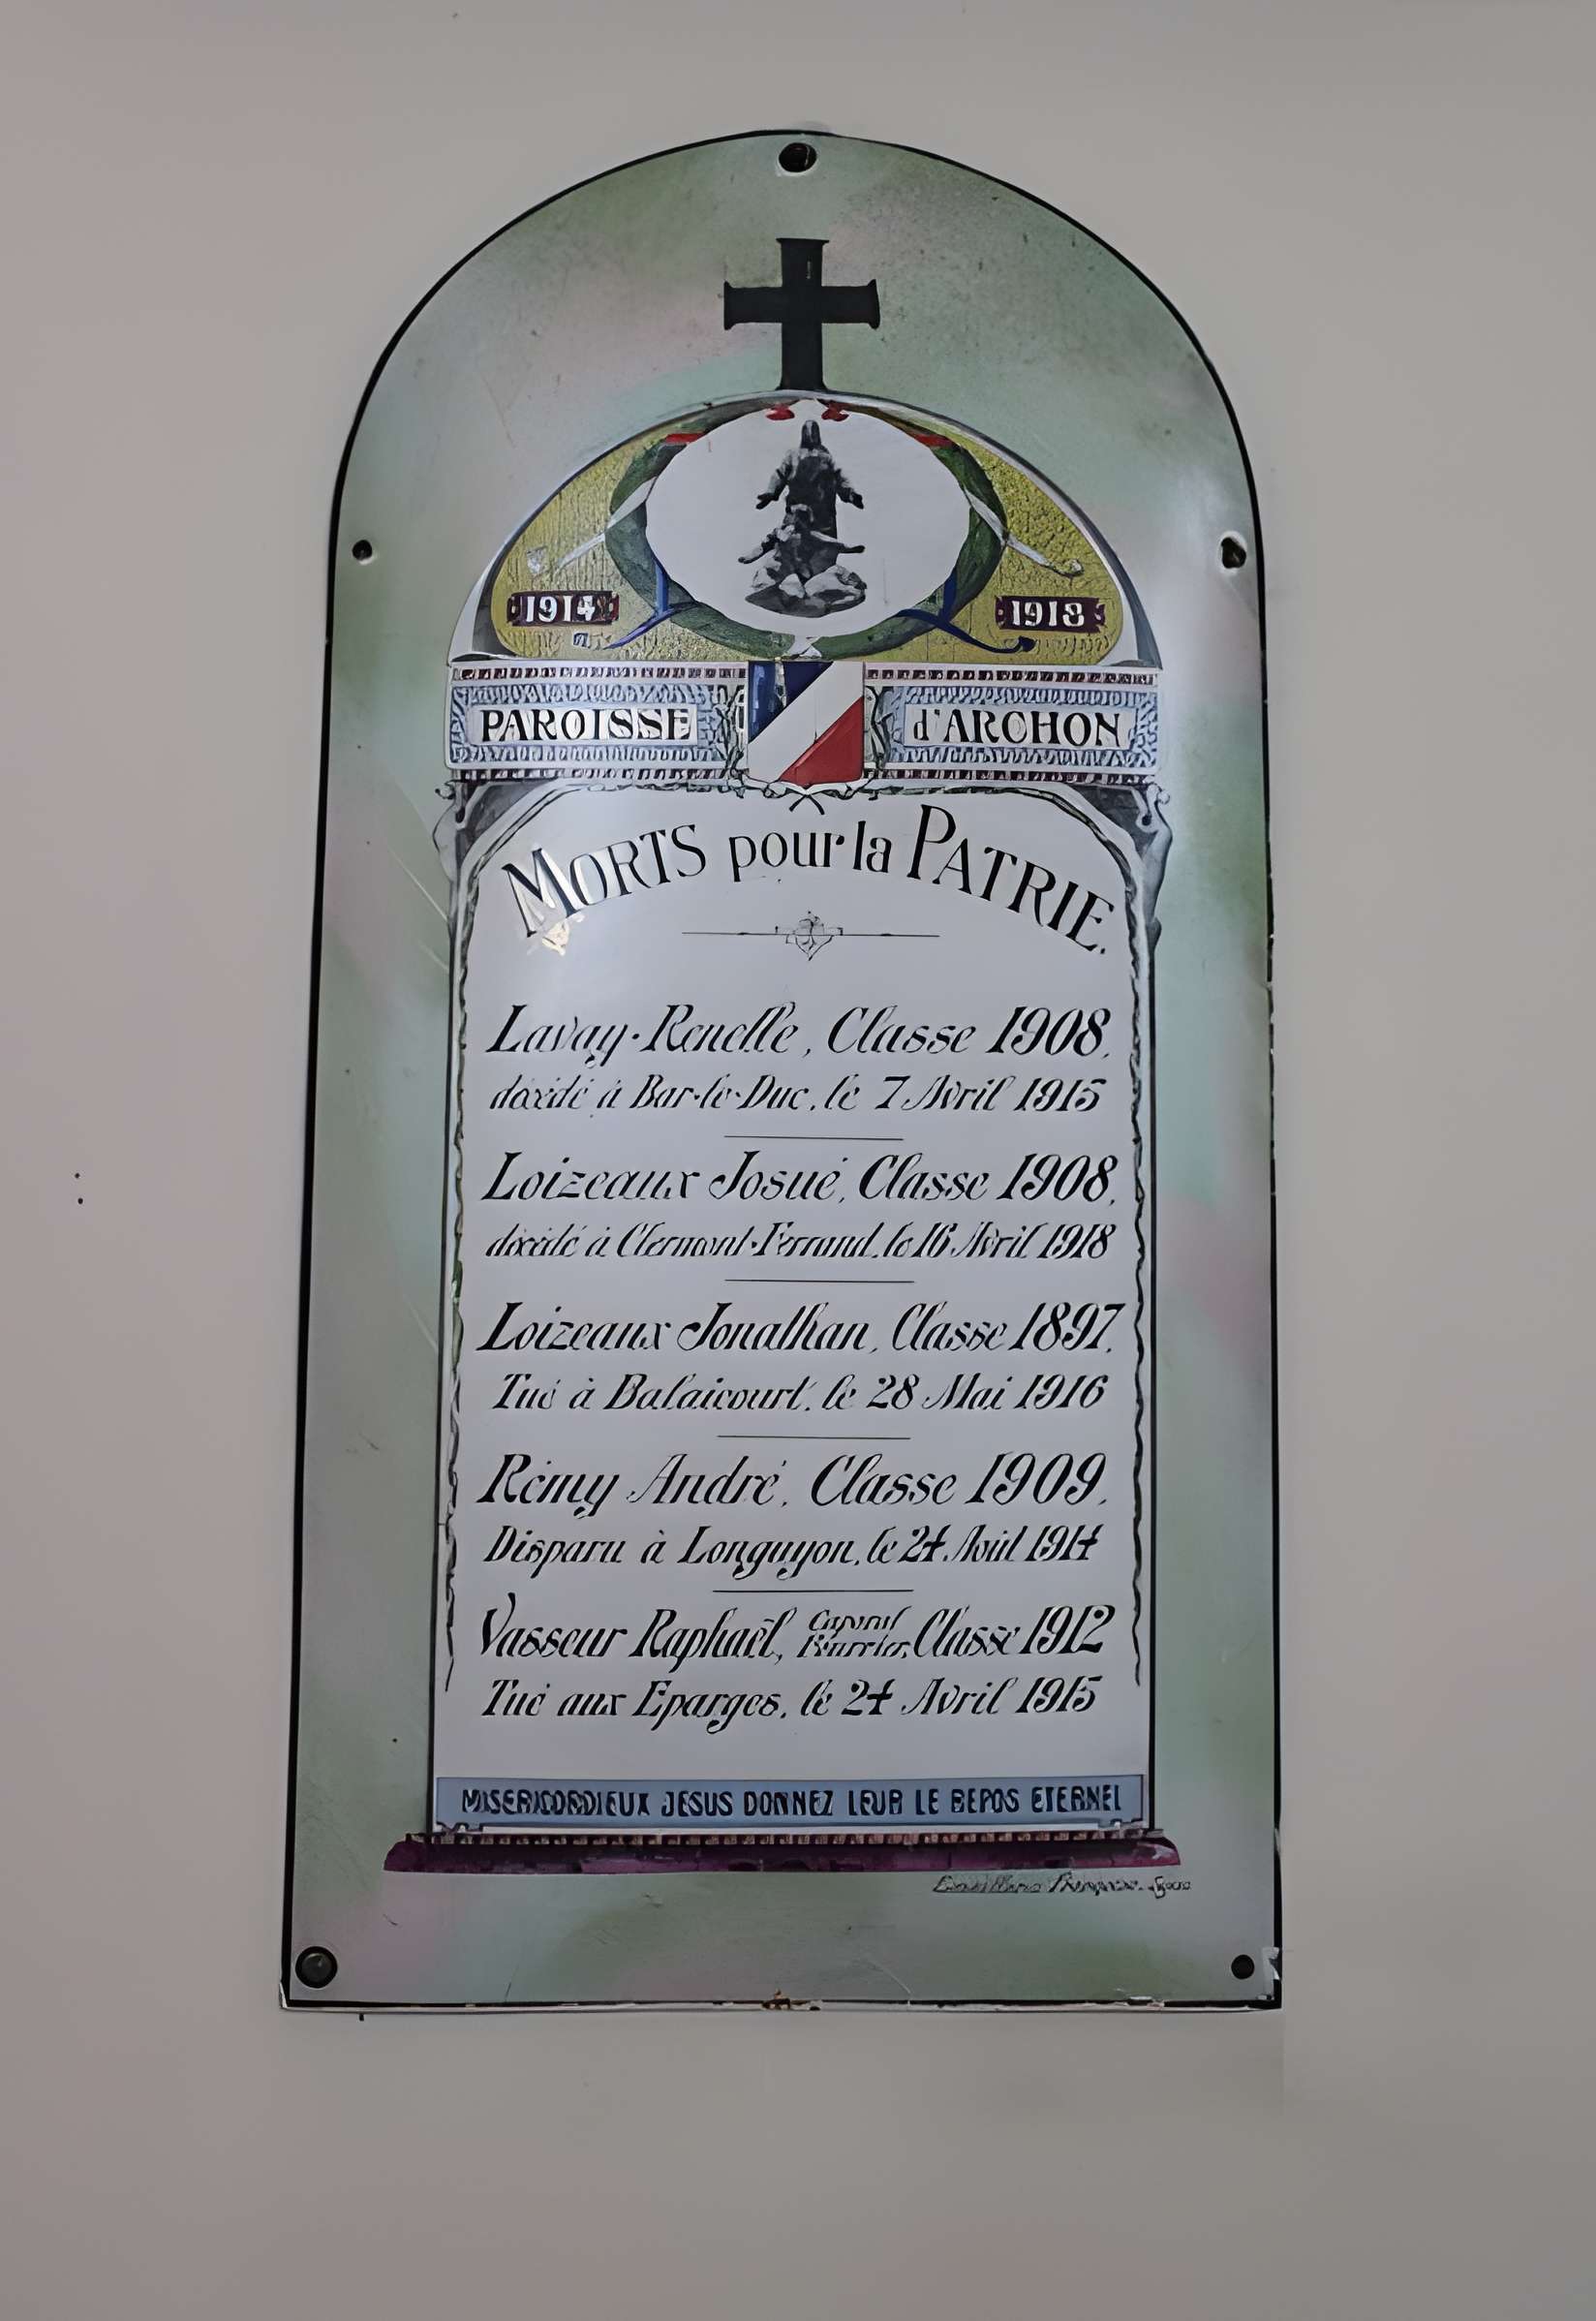 1914
1918
PAROISSE
d'ARCHON
MORTS pour la PATRIE.
Lavay-Renelle, Classe 1908,
décédé à Bar-le-Duc, le 7 Avril 1915
Loizeaux Josué, Classe 1908,
décédé à Clermont-Ferrand, le 16 Avril 1918
Loizeaux Jonathan, Classe 1897,
Tué à Balaicourt, le 28 Mai 1916
Rémy André, Classe 1909,
Disparu à Longuyon, le 24 Août 1914
Vasseur Raphaël, Classe 1912
Tué aux Eparges, le 24 Avril 1915
MISERICORDIEUX JESUS DONNEZ LEUR LE REPOS ETERNEL